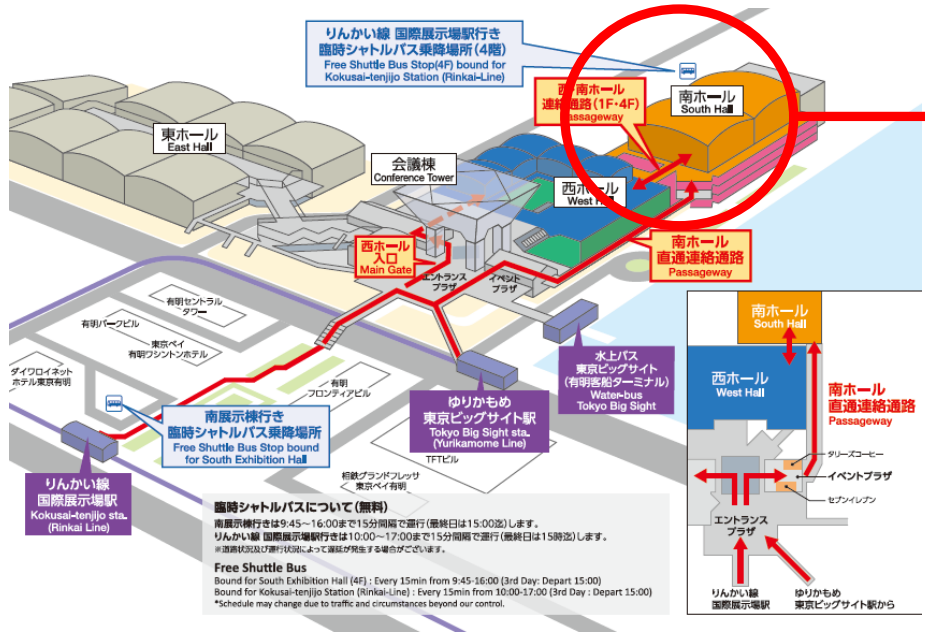 りんかい線 国際展示場駅行き
臨時シャトルバス乗降場所(4階)
Free Shuttle Bus Stop(4F) bound for
Kokusai-tenjijo Station (Rinkai-Line)
西・南ホール
連絡通路(1F・4F)
Passageway
南ホール
South Hall
東ホール
East Hall
会議棟
Conference Tower
西ホール
West Hall
西ホール
入口
Main Gate
エントランス
プラザ
イベント
プラザ
南ホール
直通連絡通路
Passageway
有明セントラル
タワー
有明パークビル
東京ベイ
有明ワシントンホテル
ダイワロイネット
ホテル東京有明
有明
フロンティアビル
水上バス
東京ビッグサイト
(有明客船ターミナル)
Water-bus
Tokyo Big Sight
南展示棟行き
臨時シャトルバス乗降場所
Free Shuttle Bus Stop bound
for South Exhibition Hall
ゆりかもめ
東京ビッグサイト駅
Tokyo Big Sight sta.
(Yurikamome Line)
TFTビル
相鉄グランドフレッサ
東京ベイ有明
りんかい線
国際展示場駅
Kokusai-tenjijo sta.
(Rinkai Line)
南ホール
South Hall
西ホール
West Hall
南ホール
直通連絡通路
Passageway
タリーズコーヒー
イベントプラザ
セブンイレブン
エントランス
プラザ
りんかい線
国際展示場駅
ゆりかもめ
東京ビッグサイト駅から
臨時シャトルバスについて(無料)
南展示棟行きは9:45~16:00まで15分間隔で運行(最終日は15:00迄)します。
りんかい線 国際展示場駅行きは10:00~17:00まで15分間隔で運行(最終日は15時迄)します。
※道路状況及び運行状況によって遅延が発生する場合がございます。
Free Shuttle Bus
Bound for South Exhibition Hall (4F) : Every 15min from 9:45-16:00 (3rd Day: Depart 15:00)
Bound for Kokusai-tenjijo Station (Rinkai-Line) : Every 15min from 10:00-17:00 (3rd Day : Depart 15:00)
*Schedule may change due to traffic and circumstances beyond our control.